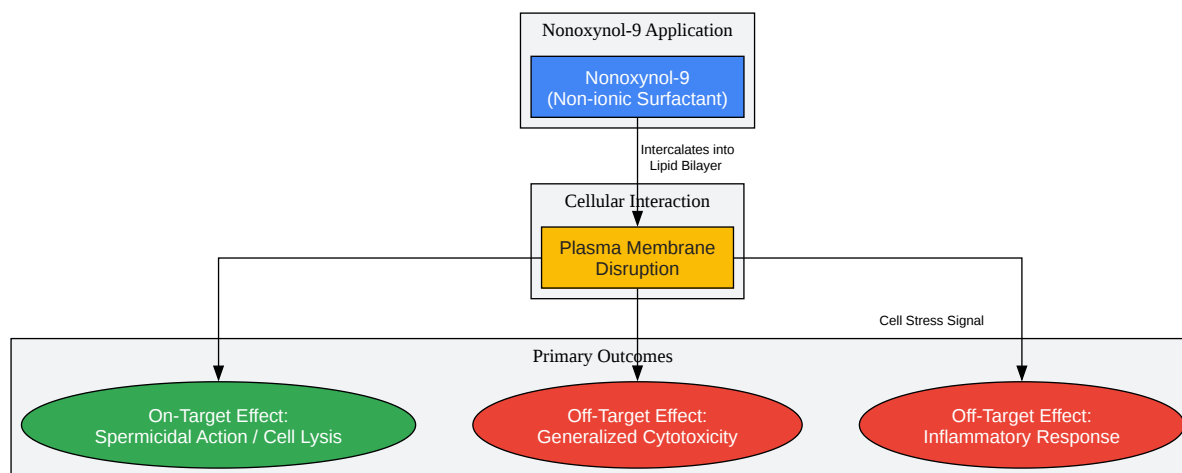 Nonoxynol-9 Application
Nonoxynol-9
(Non-ionic Surfactant)
Intercalates into
Lipid Bilayer
Cellular Interaction
Plasma Membrane
Disruption
Cell Stress Signal
Primary Outcomes
On-Target Effect:
Spermicidal Action / Cell Lysis
Off-Target Effect:
Generalized Cytotoxicity
Off-Target Effect:
Inflammatory Response